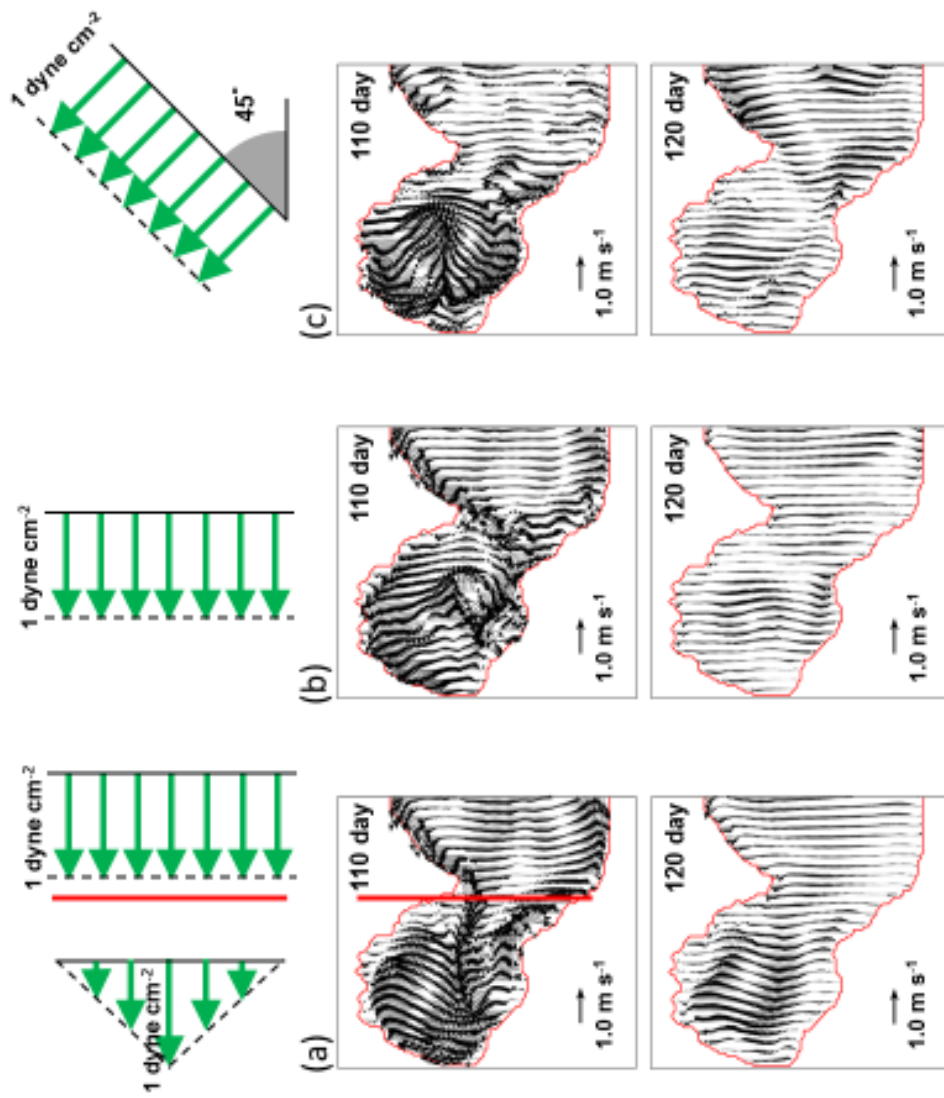 1 dyne cm-2
1 dyne cm-2
(a)
110 day
1.0 m s-1
120 day
1.0 m s-1
1 dyne cm-2
(b)
110 day
1.0 m s-1
120 day
1.0 m s-1
1 dyne cm-2
45°
(c)
110 day
1.0 m s-1
120 day
1.0 m s-1